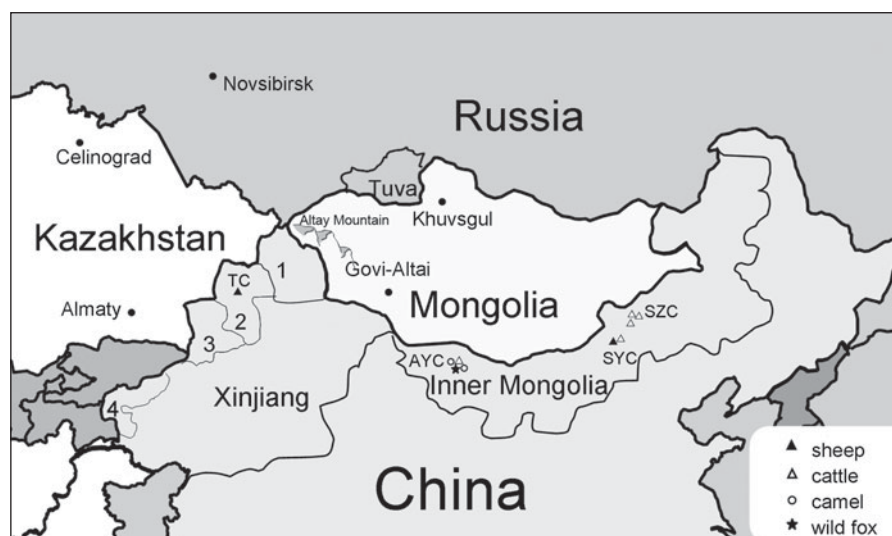 Novsibirsk
Russia
Celinograd
Tuva
Khuvsgul
Altay Mountain
Kazakhstan
Govi-Altai
1
TC
Mongolia
Almaty
2
SZC
3
SYC
AYC
Inner Mongolia
Xinjiang
4
China
sheep
cattle
camel
wild fox